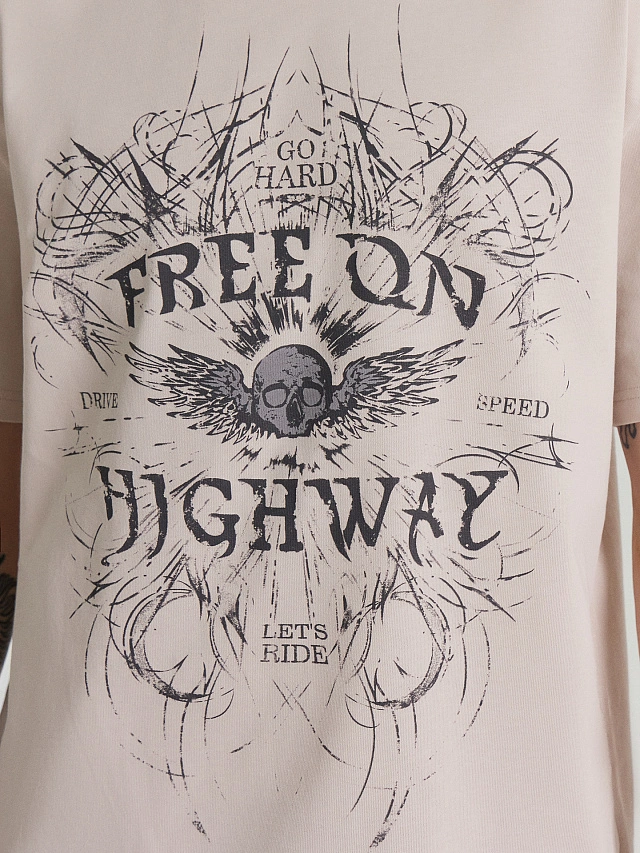 GO
HARD
FREE ON
DRIVE
SPEED
HIGHWAY
LET'S
RIDE